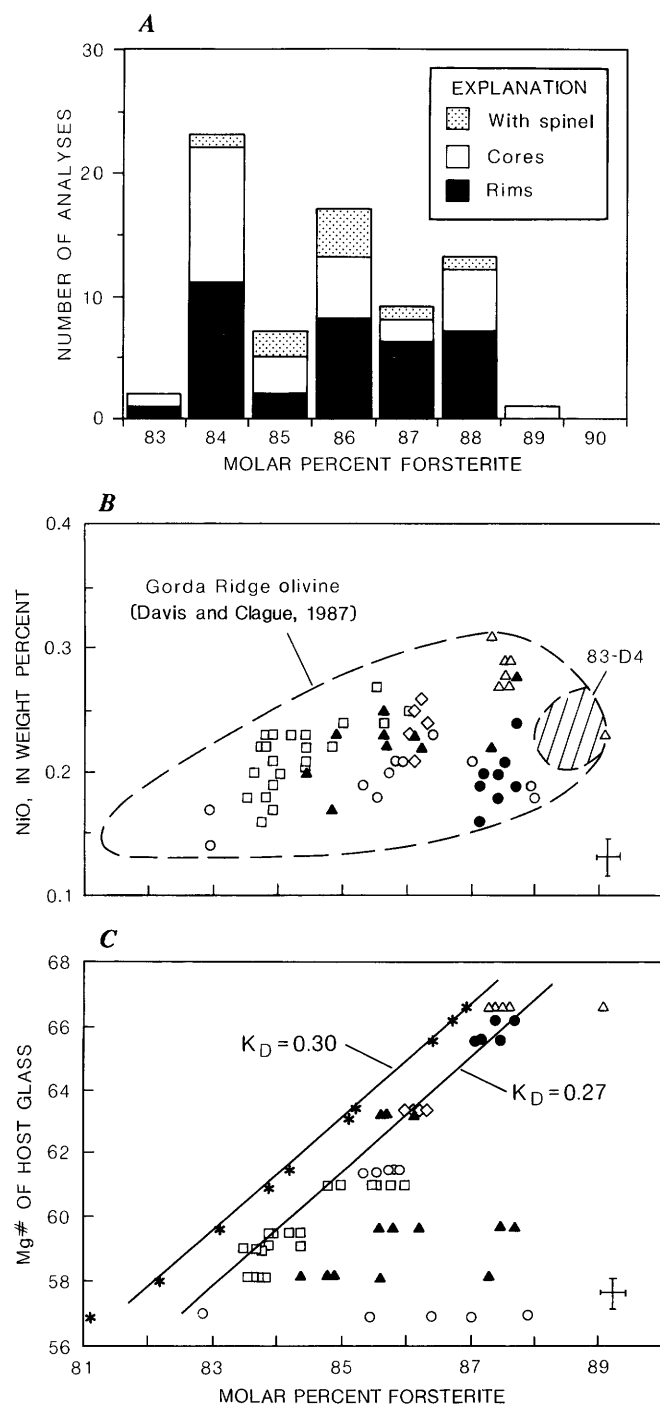 A
30
20
10
0
NUMBER OF ANALYSES
EXPLANATION
With spinel
Cores
Rims
83 84 85 86 87 88 89 90
MOLAR PERCENT FORSTERITE
B
0.4
0.3
0.2
0.1
NiO, IN WEIGHT PERCENT
Gorda Ridge olivine
(Davis and Clague, 1987)
83-D4
C
68
66
64
62
60
58
56
Mg# OF HOST GLASS
KD=0.30
KD=0.27
81 83 85 87 89
MOLAR PERCENT FORSTERITE